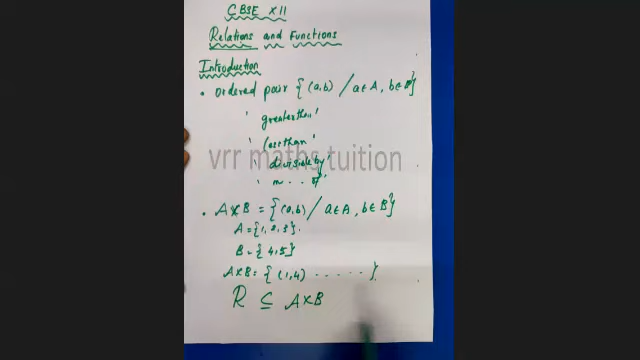 CBSE XII
Relations and Functions
Introduction
• ordered pair {(a,b) / a∈A, b∈B}
' greater than '
' less than '
vrr maths tuition
' divisible by '
of '
• A×B = {(a,b) / a∈A, b∈B}
A = {1, 2, 3}.
B = {4, 5}
A×B = { (1,4) ...... }
R ⊆ A×B